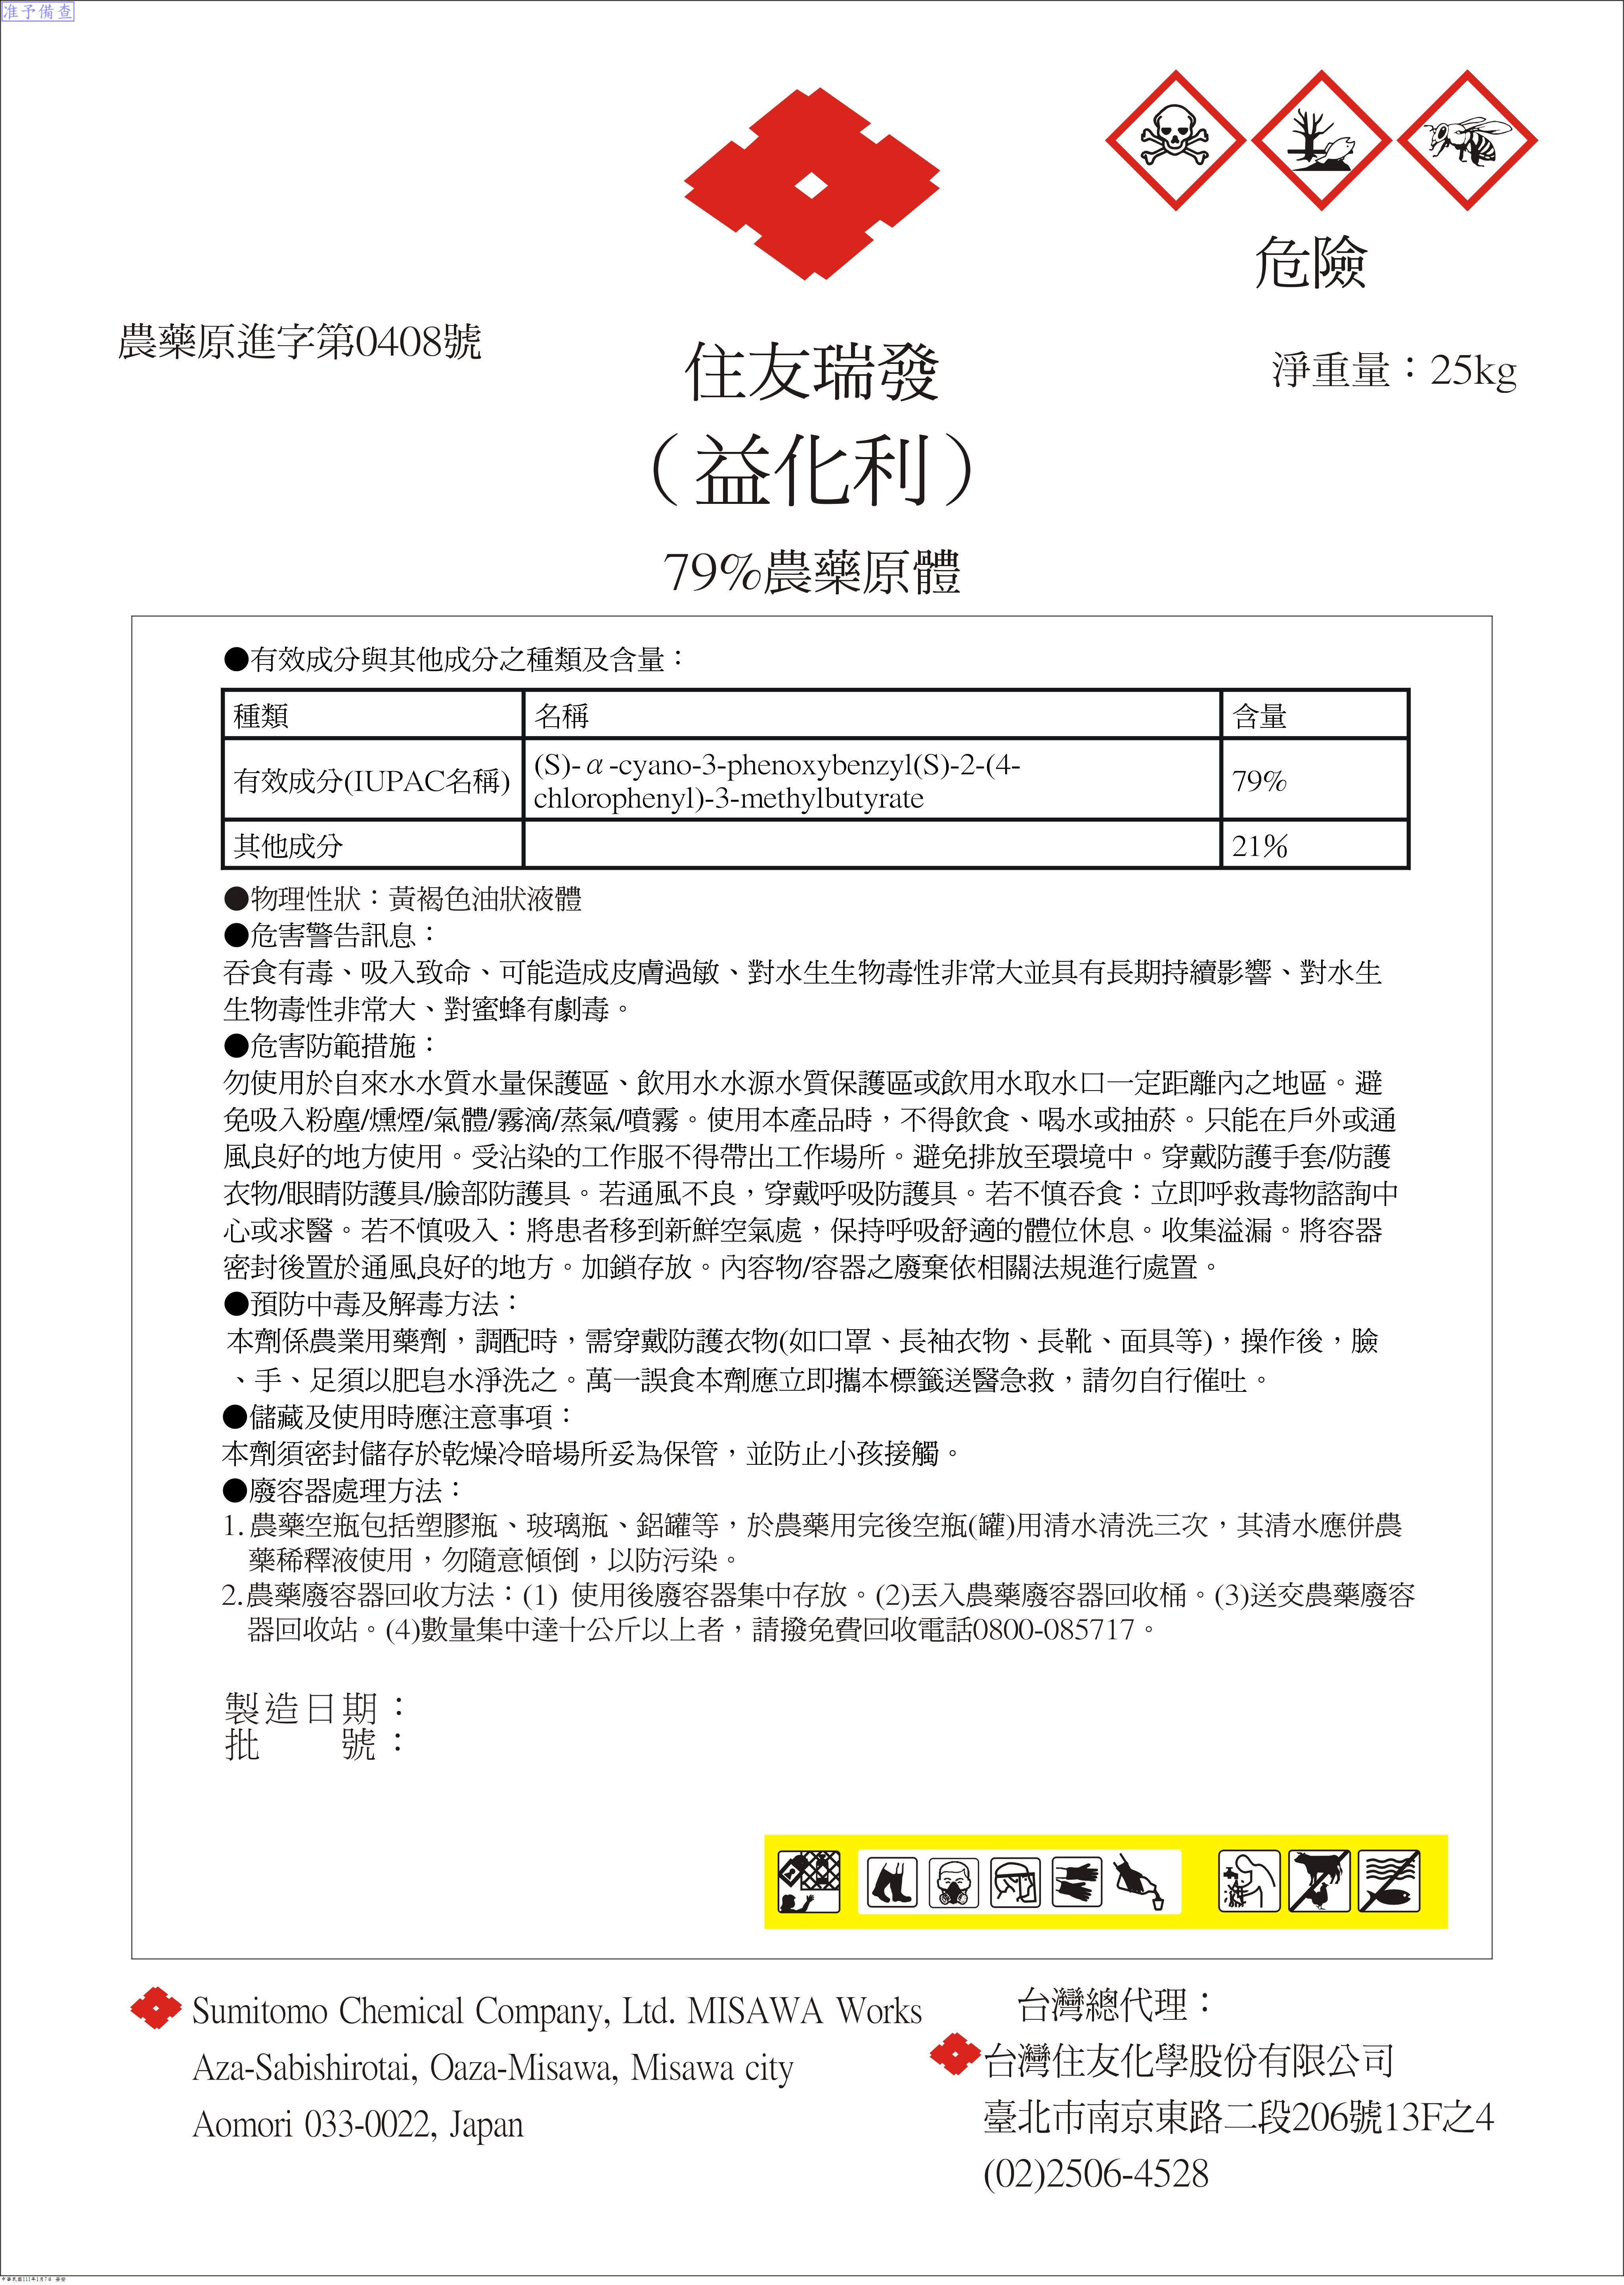 准予備查
危險
農藥原進字第0408號
住友瑞發
淨重量：25kg
（益化利）
79%農藥原體
●有效成分與其他成分之種類及含量：
種類 名稱 含量
有效成分(IUPAC名稱) (S)-α-cyano-3-phenoxybenzyl(S)-2-(4-
chlorophenyl)-3-methylbutyrate 79%
其他成分 21%
●物理性狀：黃褐色油狀液體
●危害警告訊息：
吞食有毒、吸入致命、可能造成皮膚過敏、對水生生物毒性非常大並具有長期持續影響、對水生
生物毒性非常大、對蜜蜂有劇毒。
●危害防範措施：
勿使用於自來水水質水量保護區、飲用水水源水質保護區或飲用水取水口一定距離內之地區。避
免吸入粉塵/燻煙/氣體/霧滴/蒸氣/噴霧。使用本產品時，不得飲食、喝水或抽菸。只能在戶外或通
風良好的地方使用。受沾染的工作服不得帶出工作場所。避免排放至環境中。穿戴防護手套/防護
衣物/眼睛防護具/臉部防護具。若通風不良，穿戴呼吸防護具。若不慎吞食：立即呼救毒物諮詢中
心或求醫。若不慎吸入：將患者移到新鮮空氣處，保持呼吸舒適的體位休息。收集溢漏。將容器
密封後置於通風良好的地方。加鎖存放。內容物/容器之廢棄依相關法規進行處置。
●預防中毒及解毒方法：
本劑係農業用藥劑，調配時，需穿戴防護衣物(如口罩、長袖衣物、長靴、面具等)，操作後，臉
、手、足須以肥皂水淨洗之。萬一誤食本劑應立即攜本標籤送醫急救，請勿自行催吐。
●儲藏及使用時應注意事項：
本劑須密封儲存於乾燥冷暗場所妥為保管，並防止小孩接觸。
●廢容器處理方法：
1.農藥空瓶包括塑膠瓶、玻璃瓶、鋁罐等，於農藥用完後空瓶(罐)用清水清洗三次，其清水應併農
藥稀釋液使用，勿隨意傾倒，以防污染。
2.農藥廢容器回收方法：(1) 使用後廢容器集中存放。(2)丟入農藥廢容器回收桶。(3)送交農藥廢容
器回收站。(4)數量集中達十公斤以上者，請撥免費回收電話0800-085717。
製造日期：
批 號：
Sumitomo Chemical Company, Ltd. MISAWA Works
Aza-Sabishirotai, Oaza-Misawa, Misawa city
Aomori 033-0022, Japan
台灣總代理：
台灣住友化學股份有限公司
臺北市南京東路二段206號13F之4
(02)2506-4528
中華民國111年1月7日